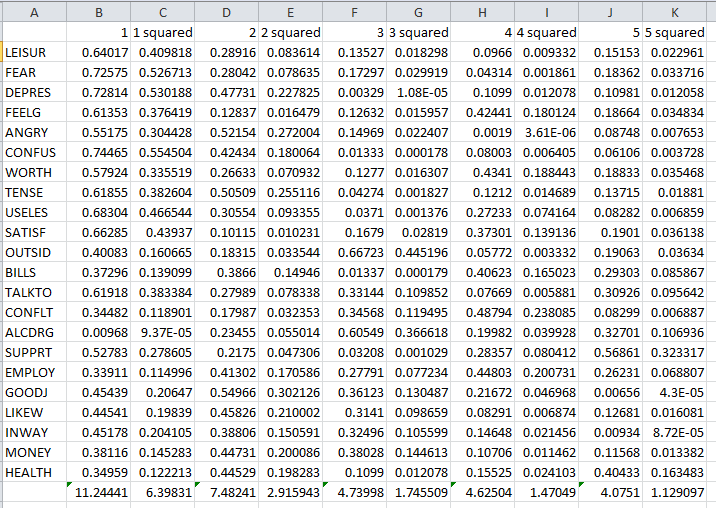 A B C D E F G H I J K
1 1 squared 2 2 squared 3 3 squared 4 4 squared 5 5 squared
LEISUR 0.64017 0.409818 0.28916 0.083614 0.13527 0.018298 0.0966 0.009332 0.15153 0.022961
FEAR 0.72575 0.526713 0.28042 0.078635 0.17297 0.029919 0.04314 0.001861 0.18362 0.033716
DEPRES 0.72814 0.530188 0.47731 0.227825 0.00329 1.08E-05 0.1099 0.012078 0.10981 0.012058
FEELG 0.61353 0.376419 0.12837 0.016479 0.12632 0.015957 0.42441 0.180124 0.18664 0.034834
ANGRY 0.55175 0.304428 0.52154 0.272004 0.14969 0.022407 0.0019 3.61E-06 0.08748 0.007653
CONFUS 0.74465 0.554504 0.42434 0.180064 0.01333 0.000178 0.08003 0.006405 0.06106 0.003728
WORTH 0.57924 0.335519 0.26633 0.070932 0.1277 0.016307 0.4341 0.188443 0.18833 0.035468
TENSE 0.61855 0.382604 0.50509 0.255116 0.04274 0.001827 0.1212 0.014689 0.13715 0.01881
USELES 0.68304 0.466544 0.30554 0.093355 0.0371 0.001376 0.27233 0.074164 0.08282 0.006859
SATISF 0.66285 0.43937 0.10115 0.010231 0.1679 0.02819 0.37301 0.139136 0.1901 0.036138
OUTSID 0.40083 0.160665 0.18315 0.033544 0.66723 0.445196 0.05772 0.003332 0.19063 0.03634
BILLS 0.37296 0.139099 0.3866 0.14946 0.01337 0.000179 0.40623 0.165023 0.29303 0.085867
TALKTO 0.61918 0.383384 0.27989 0.078338 0.33144 0.109852 0.07669 0.005881 0.30926 0.095642
CONFLT 0.34482 0.118901 0.17987 0.032353 0.34568 0.119495 0.48794 0.238085 0.08299 0.006887
ALCDRG 0.00968 9.37E-05 0.23455 0.055014 0.60549 0.366618 0.19982 0.039928 0.32701 0.106936
SUPPRT 0.52783 0.278605 0.2175 0.047306 0.03208 0.001029 0.28357 0.080412 0.56861 0.323317
EMPLOY 0.33911 0.114996 0.41302 0.170586 0.27791 0.077234 0.44803 0.200731 0.26231 0.068807
GOODJ 0.45439 0.20647 0.54966 0.302126 0.36123 0.130487 0.21672 0.046968 0.00656 4.3E-05
LIKEW 0.44541 0.19839 0.45826 0.210002 0.3141 0.098659 0.08291 0.006874 0.12681 0.016081
INWAY 0.45178 0.204105 0.38806 0.150591 0.32496 0.105599 0.14648 0.021456 0.00934 8.72E-05
MONEY 0.38116 0.145283 0.44731 0.200086 0.38028 0.144613 0.10706 0.011462 0.11568 0.013382
HEALTH 0.34959 0.122213 0.44529 0.198283 0.1099 0.012078 0.15525 0.024103 0.40433 0.163483
11.24441 6.39831 7.48241 2.915943 4.73998 1.745509 4.62504 1.47049 4.0751 1.129097